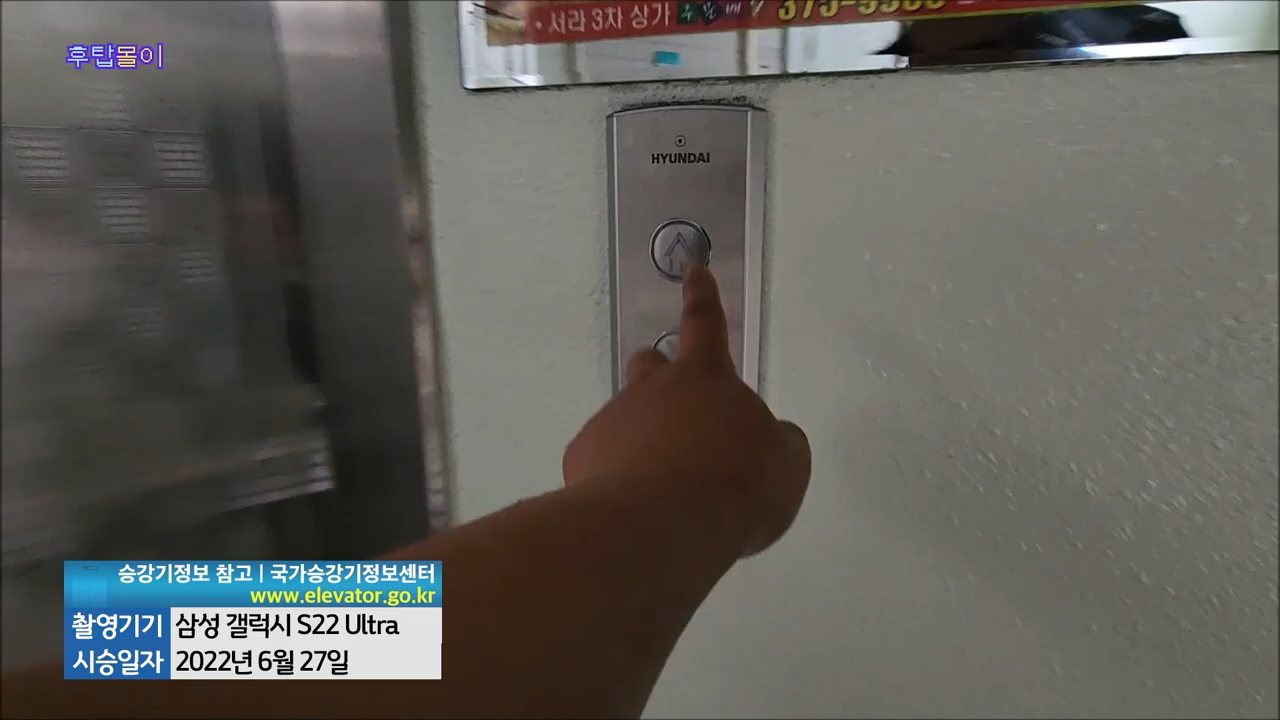 후탑몰이
· 서라 3차 상가
HYUNDAI
승강기정보 참고 | 국가승강기정보센터
www.elevator.go.kr
촬영기기 삼성 갤럭시 S22 Ultra
시승일자 2022년 6월 27일